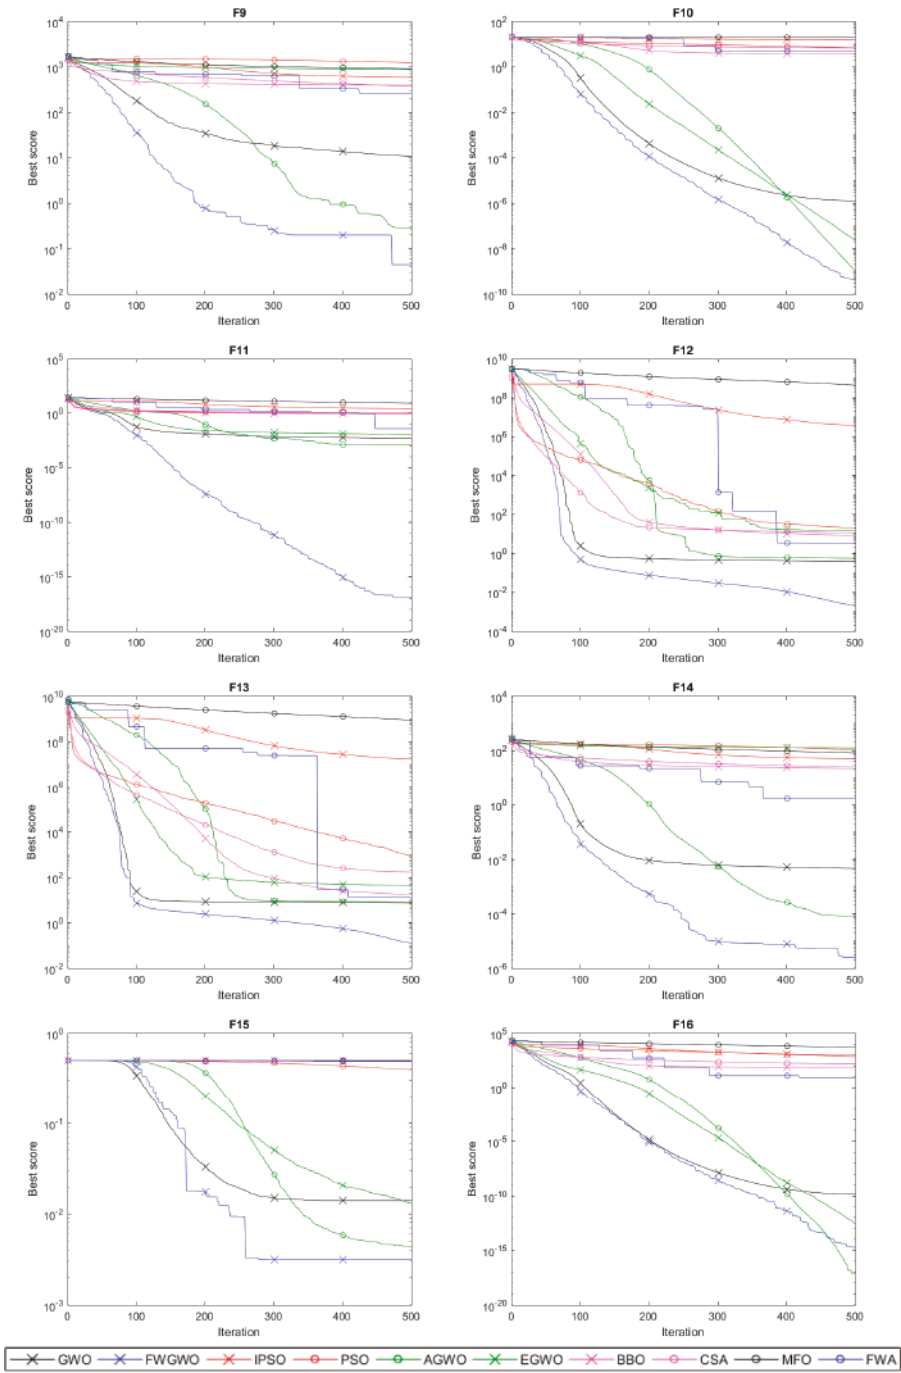 F9
10^4
10^3
10^2
10^1
10^0
10^-1
10^-2
Best score
0 100 200 300 400 500
Iteration
F10
10^2
10^0
10^-2
10^-4
10^-6
10^-8
10^-10
Best score
0 100 200 300 400 500
Iteration
F11
10^5
10^0
10^-5
10^-10
10^-15
10^-20
Best score
0 100 200 300 400 500
Iteration
F12
10^10
10^8
10^6
10^4
10^2
10^0
10^-2
10^-4
Best score
0 100 200 300 400 500
Iteration
F13
10^10
10^8
10^6
10^4
10^2
10^0
10^-2
Best score
0 100 200 300 400 500
Iteration
F14
10^4
10^2
10^0
10^-2
10^-4
10^-6
Best score
0 100 200 300 400 500
Iteration
F15
10^0
10^-1
10^-2
10^-3
Best score
0 100 200 300 400 500
Iteration
F16
10^5
10^0
10^-5
10^-10
10^-15
10^-20
Best score
0 100 200 300 400 500
Iteration
GWO FWGWO IPSO PSO AGWO EGWO BBO CSA MFO FWA